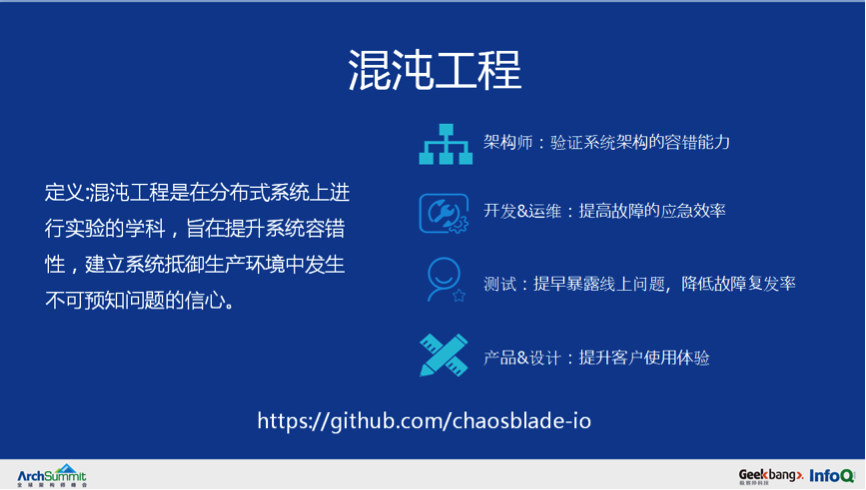 混沌工程
定义:混沌工程是在分布式系统上进
行实验的学科，旨在提升系统容错
性，建立系统抵御生产环境中发生
不可预知问题的信心。
架构师：验证系统架构的容错能力
开发&运维：提高故障的应急效率
测试：提早暴露线上问题，降低故障复发率
产品&设计：提升客户使用体验
https://github.com/chaosblade-io
ArchSummit
全球架构师峰会
Geekbang>.
极客邦科技
InfoQ